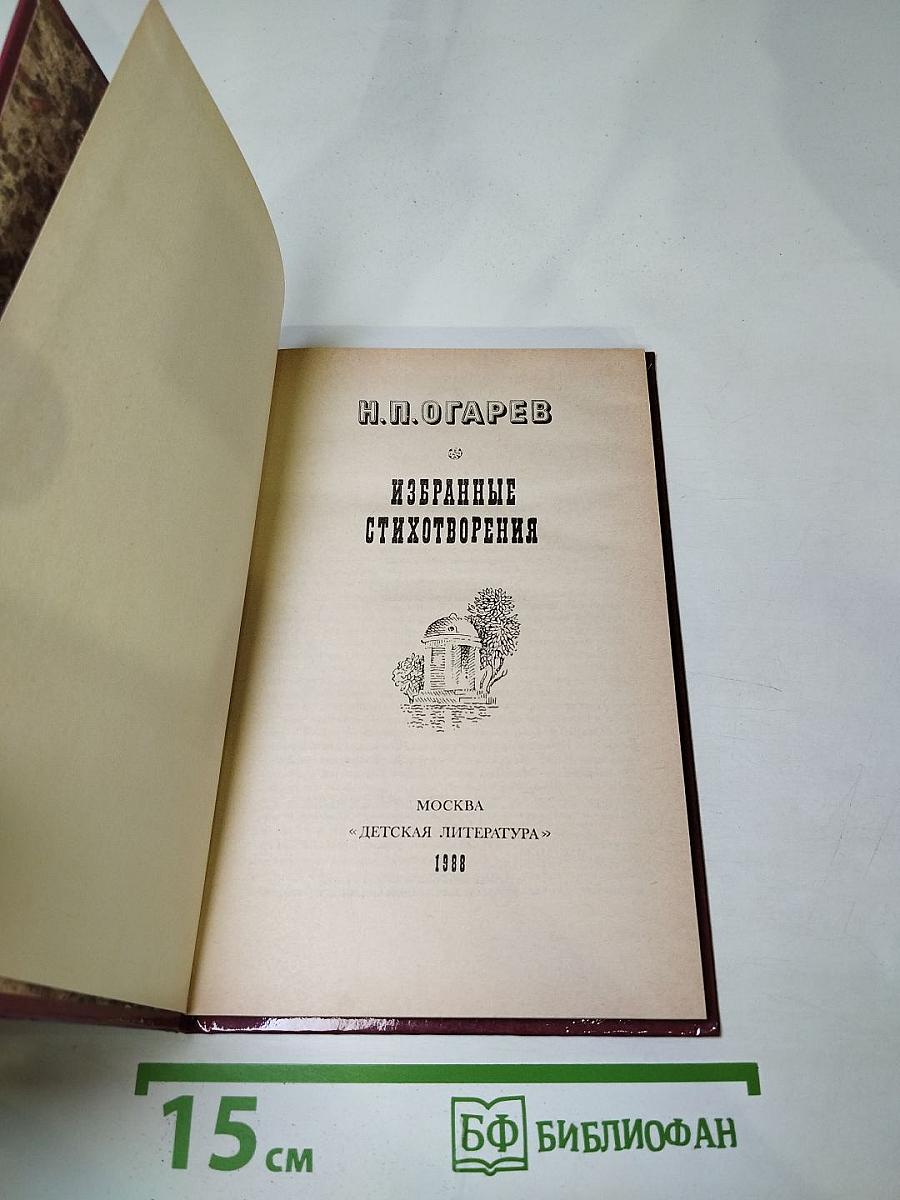 Н.П.ОГАРЕВ
ИЗБРАННЫЕ
СТИХОТВОРЕНИЯ
МОСКВА
«ДЕТСКАЯ ЛИТЕРАТУРА»
1988
15 см
БФ БИБЛИОФАН